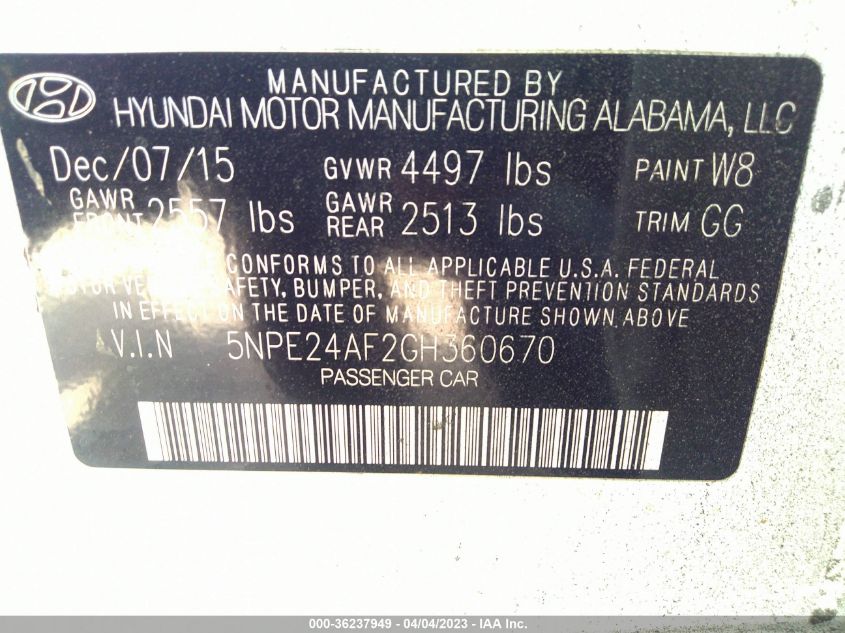 MANUFACTURED BY
HYUNDAI MOTOR MANUFACTURING ALABAMA, LLC
Dec/07/15 GVWR 4497 lbs PAINT W8
GAWR FRONT 2557 lbs GAWR REAR 2513 lbs TRIM GG
CONFORMS TO ALL APPLICABLE U.S.A. FEDERAL
SAFETY, BUMPER, AND THEFT PREVENTION STANDARDS
IN EFFECT ON THE DATE OF MANUFACTURE SHOWN ABOVE.
V.I.N 5NPE24AF2GH360670
PASSENGER CAR
000-36237949 - 04/04/2023 - IAA Inc.